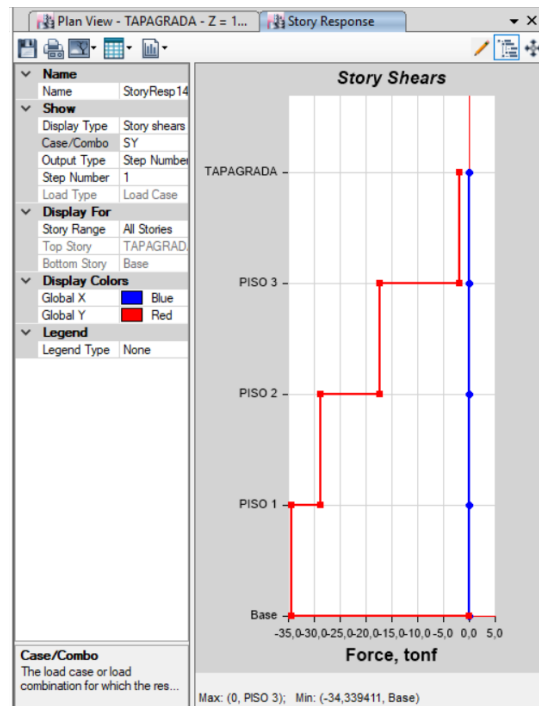 Plan View - TAPAGRADA - Z = 1...
Story Response
Name
Name StoryResp14
Show
Display Type Story shears
Case/Combo SY
Output Type Step Number
Step Number 1
Load Type Load Case
Display For
Story Range All Stories
Top Story TAPAGRAD.
Bottom Story Base
Display Colors
Global X Blue
Global Y Red
Legend
Legend Type None
Case/Combo
The load case or load
combination for which the res...
Story Shears
TAPAGRADA
PISO 3
PISO 2
PISO 1
Base
-35,0 -30,0 -25,0 -20,0 -15,0 -10,0 -5,0 0,0 5,0
Force, tonf
Max: (0, PISO 3); Min: (-34,339411, Base)